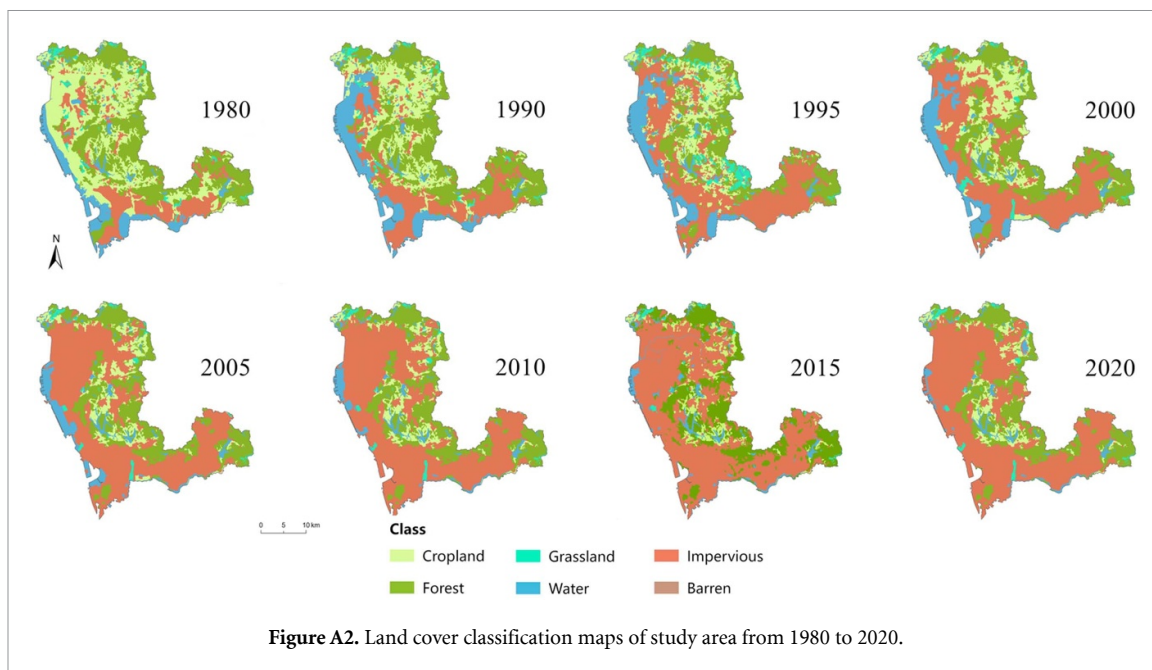 1980
1990
1995
2000
N
2005
2010
2015
2020
0 5 10 km
Class
Cropland
Grassland
Impervious
Forest
Water
Barren
Figure A2. Land cover classification maps of study area from 1980 to 2020.